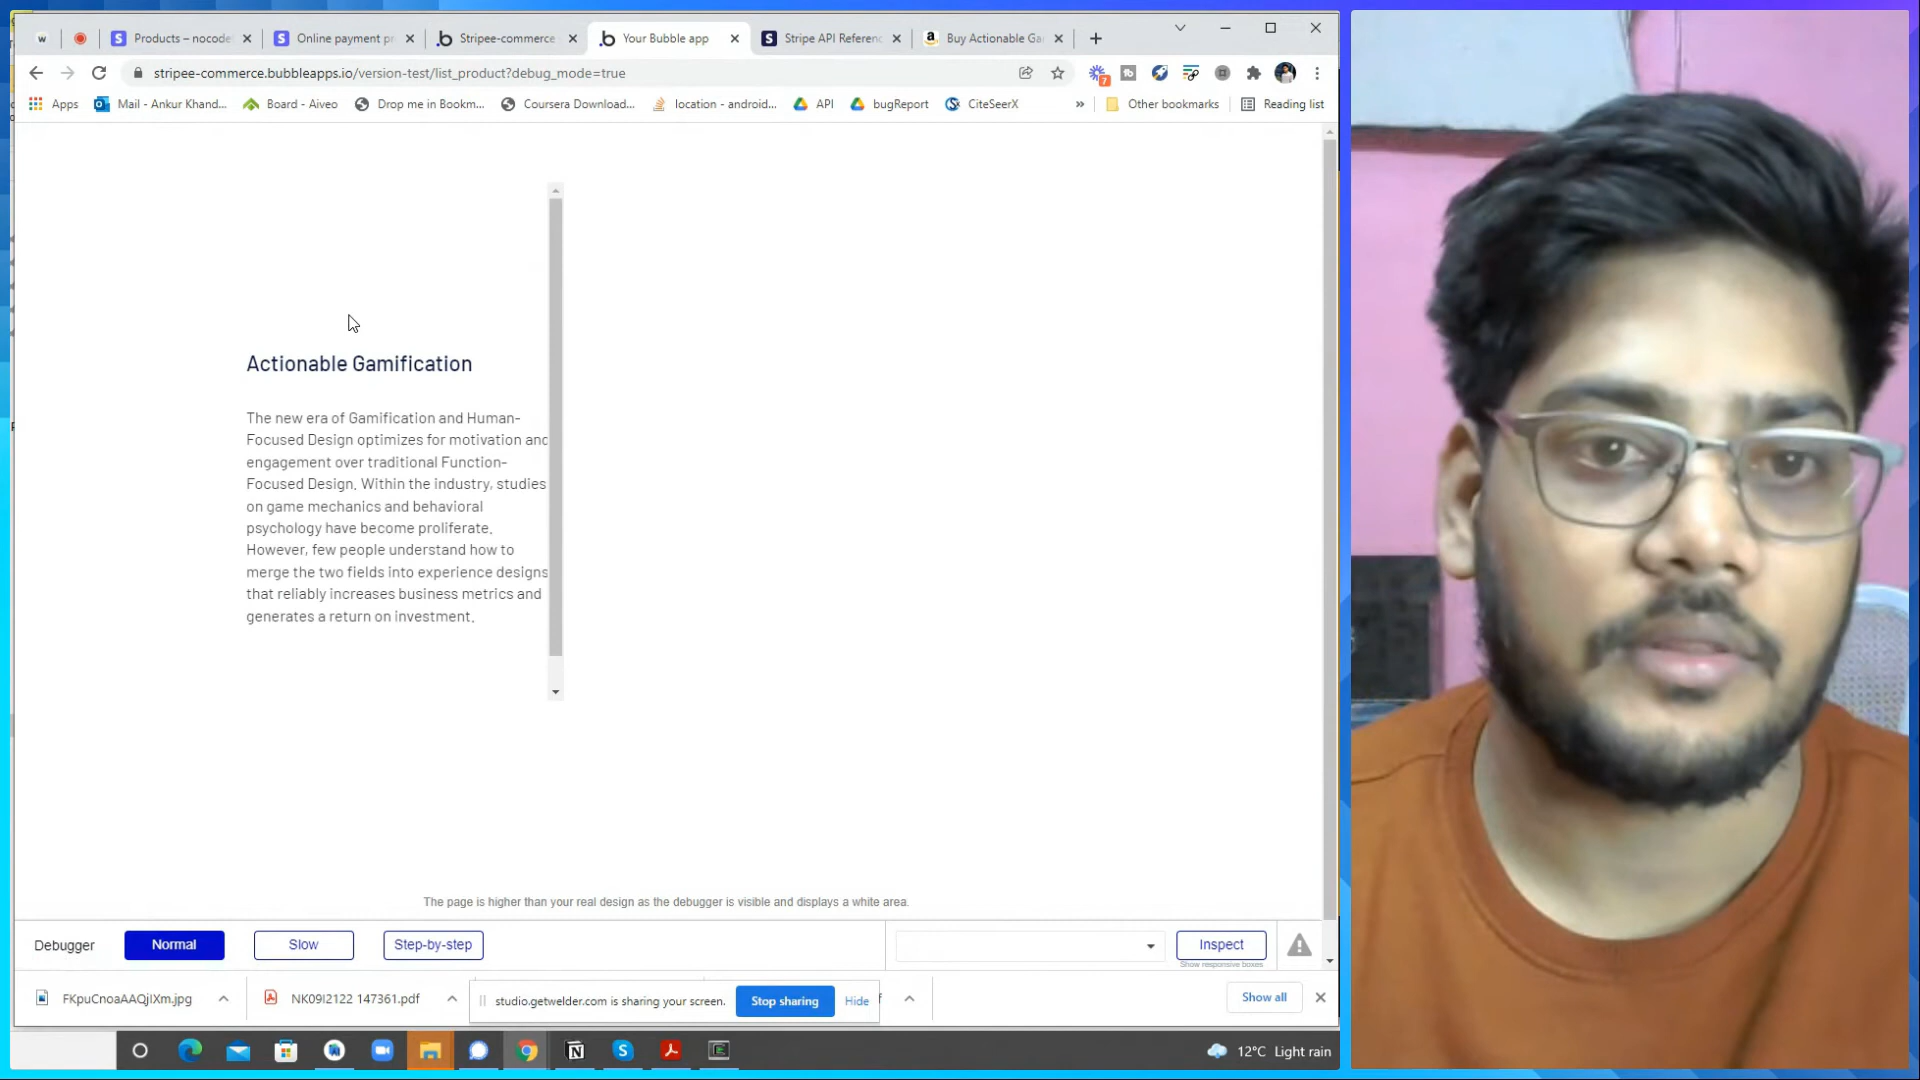 w
Products – nocode
Online payment pr
Stripee-commerce
Your Bubble app
Stripe API Referenc
Buy Actionable Ga
stripee-commerce.bubbleapps.io/version-test/list_product?debug_mode=true
7
Apps
Mail - Ankur Khand...
Board - Aiveo
Drop me in Bookm...
Coursera Download...
location - android...
API
bugReport
CiteSeerX
»
Other bookmarks
Reading list
Actionable Gamification
The new era of Gamification and Human-
Focused Design optimizes for motivation and
engagement over traditional Function-
Focused Design. Within the industry, studies
on game mechanics and behavioral
psychology have become proliferate.
However, few people understand how to
merge the two fields into experience designs
that reliably increases business metrics and
generates a return on investment.
The page is higher than your real design as the debugger is visible and displays a white area.
Debugger
Normal
Slow
Step-by-step
Inspect
Show responsive boxes
FKpuCnoaAAQjIXm.jpg
NK09I2122 147361.pdf
studio.getwelder.com is sharing your screen.
Stop sharing
Hide
Show all
12°C Light rain